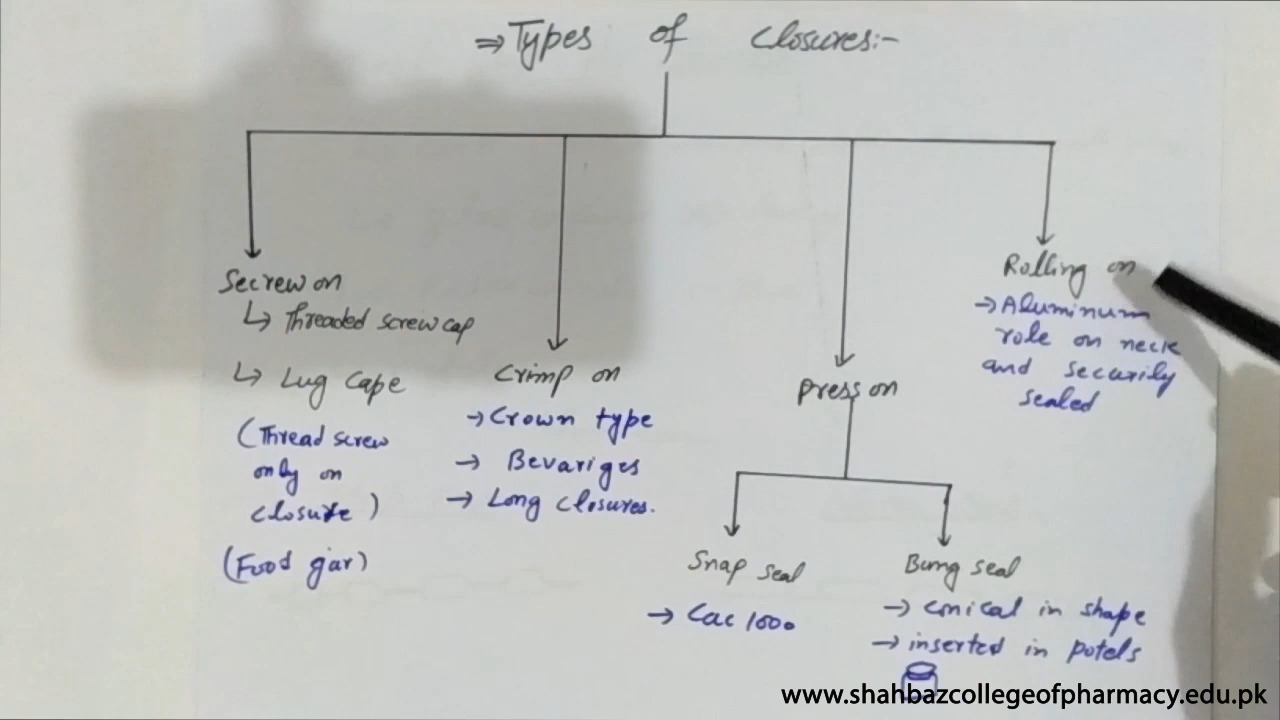 ⇒ Types of Closures:-
Secrew on
↳ Threaded screw cap
↳ Lug cape
(Thread screw
only on
closure)
(Food gar)
Crimp on
→ Crown type
→ Bevariges
→ Long closures.
Press on
Snap seal
→ Cac 1000
Bung seal
→ conical in shape
→ inserted in potels
Rolling on
→ Aluminum
role on neck
and securily
sealed
www.shahbazcollegeofpharmacy.edu.pk